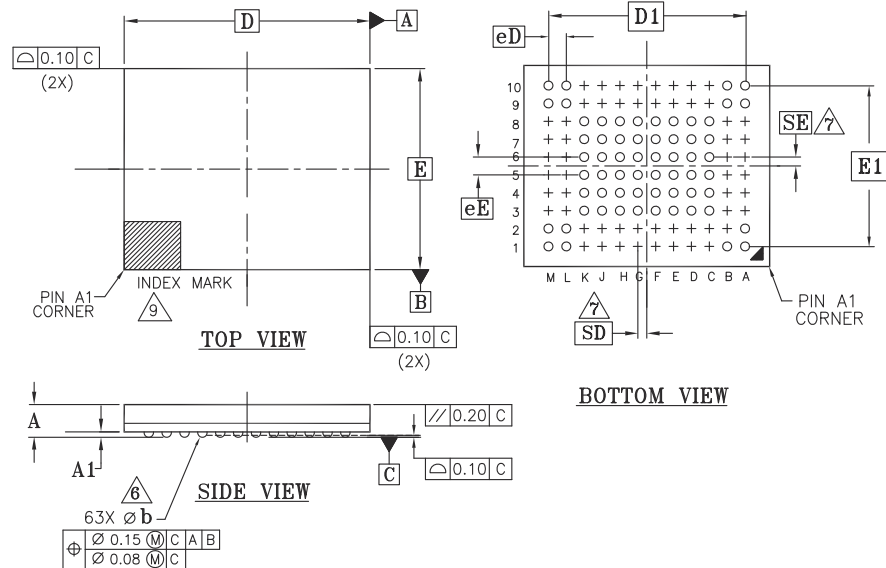 D
A
⌓ 0.10 C
(2X)
E
PIN A1
CORNER
INDEX MARK
9
B
TOP VIEW
⌓ 0.10 C
(2X)
D1
eD
10
9
8
7
6
5
4
3
2
1
SE 7
E1
eE
M L K J H G F E D C B A
7
SD
PIN A1
CORNER
BOTTOM VIEW
A
A1
// 0.20 C
⌓ 0.10 C
C
6
SIDE VIEW
63X ⌀ b
⌖ ⌀ 0.15 Ⓜ C A B
⌀ 0.08 Ⓜ C